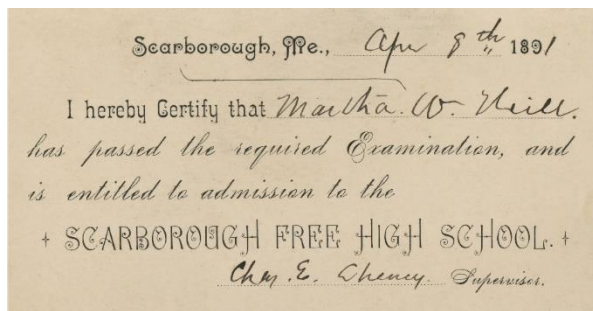 Scarborough, Me., Apr 8th 1891
I hereby Certify that Martha. W.
has passed the required Examination, and
is entitled to admission to the
SCARBOROUGH FREE HIGH SCHOOL.
Chas. E. Cheney. Supervisor.